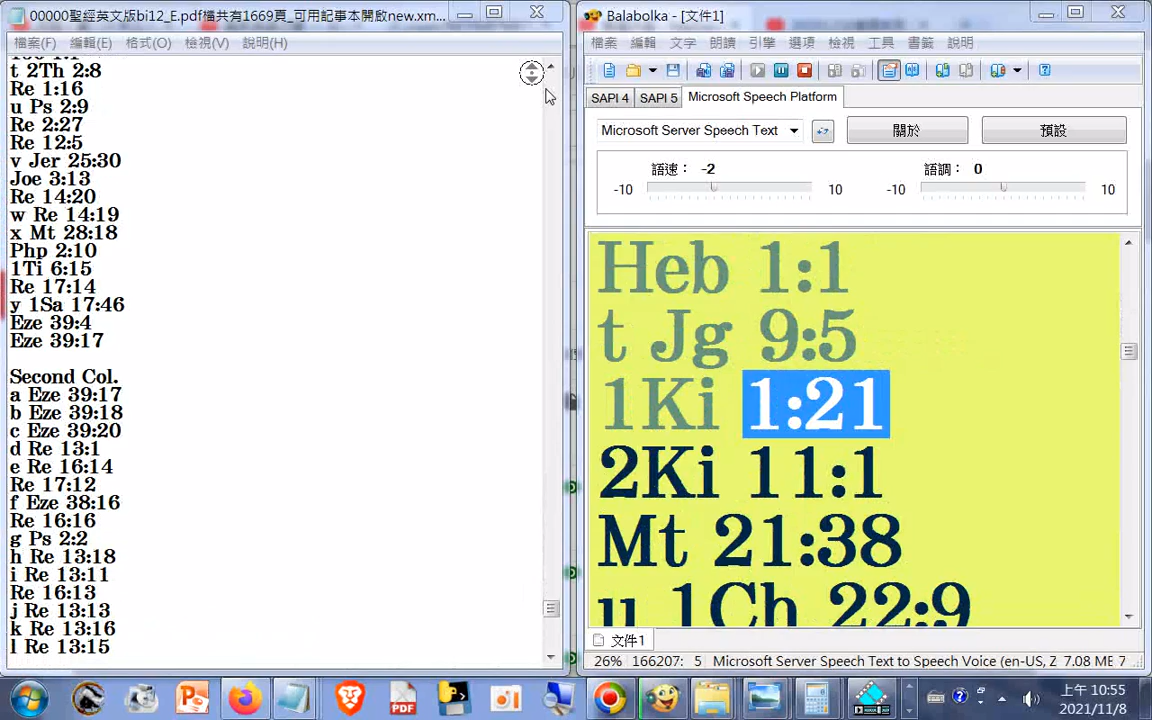 00000聖經英文版bi12_E.pdf檔共有1669頁_可用記事本開啟new.xm...
檔案(F) 編輯(E) 格式(O) 檢視(V) 說明(H)
t 2Th 2:8
Re 1:16
u Ps 2:9
Re 2:27
Re 12:5
v Jer 25:30
Joe 3:13
Re 14:20
w Re 14:19
x Mt 28:18
Php 2:10
1Ti 6:15
Re 17:14
y 1Sa 17:46
Eze 39:4
Eze 39:17
Second Col.
a Eze 39:17
b Eze 39:18
c Eze 39:20
d Re 13:1
e Re 16:14
Re 17:12
f Eze 38:16
Re 16:16
g Ps 2:2
h Re 13:18
i Re 13:11
Re 16:13
j Re 13:13
k Re 13:16
l Re 13:15
Balabolka - [文件1]
檔案 編輯 文字 朗讀 引擎 選項 檢視 工具 書籤 說明
SAPI 4 SAPI 5 Microsoft Speech Platform
Microsoft Server Speech Text 關於 預設
語速： -2 語調： 0
-10 10 -10 10
Heb 1:1
t Jg 9:5
1Ki 1:21
2Ki 11:1
Mt 21:38
u 1Ch 22:9
文件1
26% 166207: 5 Microsoft Server Speech Text to Speech Voice (en-US, Z 7.08 MB 7
PDF
上午 10:55
2021/11/8